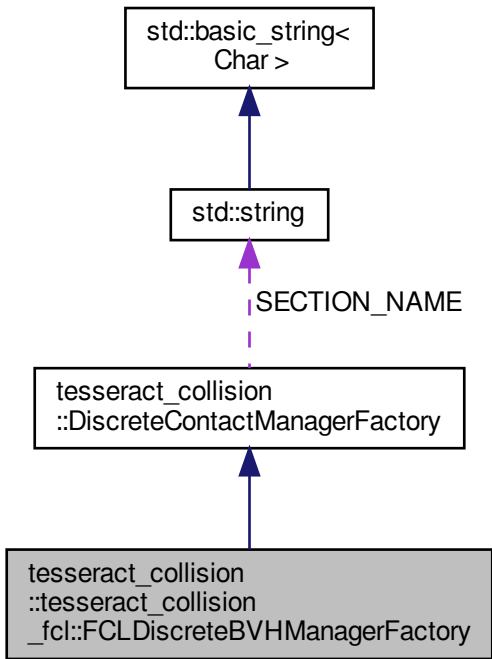 std::basic_string<
Char >
std::string
SECTION_NAME
tesseract_collision
::DiscreteContactManagerFactory
tesseract_collision
::tesseract_collision
_fcl::FCLDiscreteBVHManagerFactory